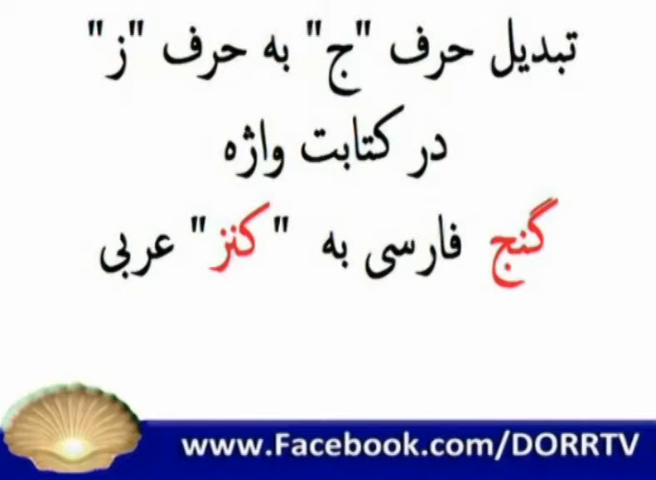 تبدیل حرف "ج" به حرف "ز"
در کتابت واژه
گنج فارسی به "کنز" عربی
www.Facebook.com/DORRTV